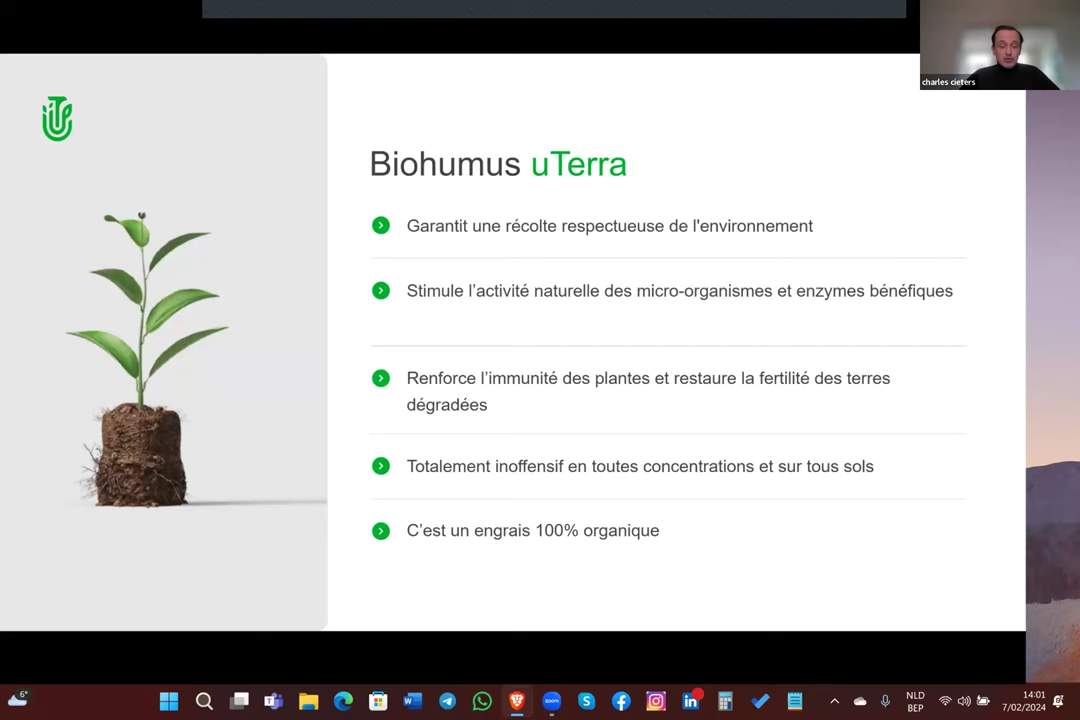 charles cieters
Biohumus uTerra
Garantit une récolte respectueuse de l'environnement
Stimule l’activité naturelle des micro-organismes et enzymes bénéfiques
Renforce l’immunité des plantes et restaure la fertilité des terres
dégradées
Totalement inoffensif en toutes concentrations et sur tous sols
C’est un engrais 100% organique
6°
zoom
NLD
BEP
14:01
7/02/2024